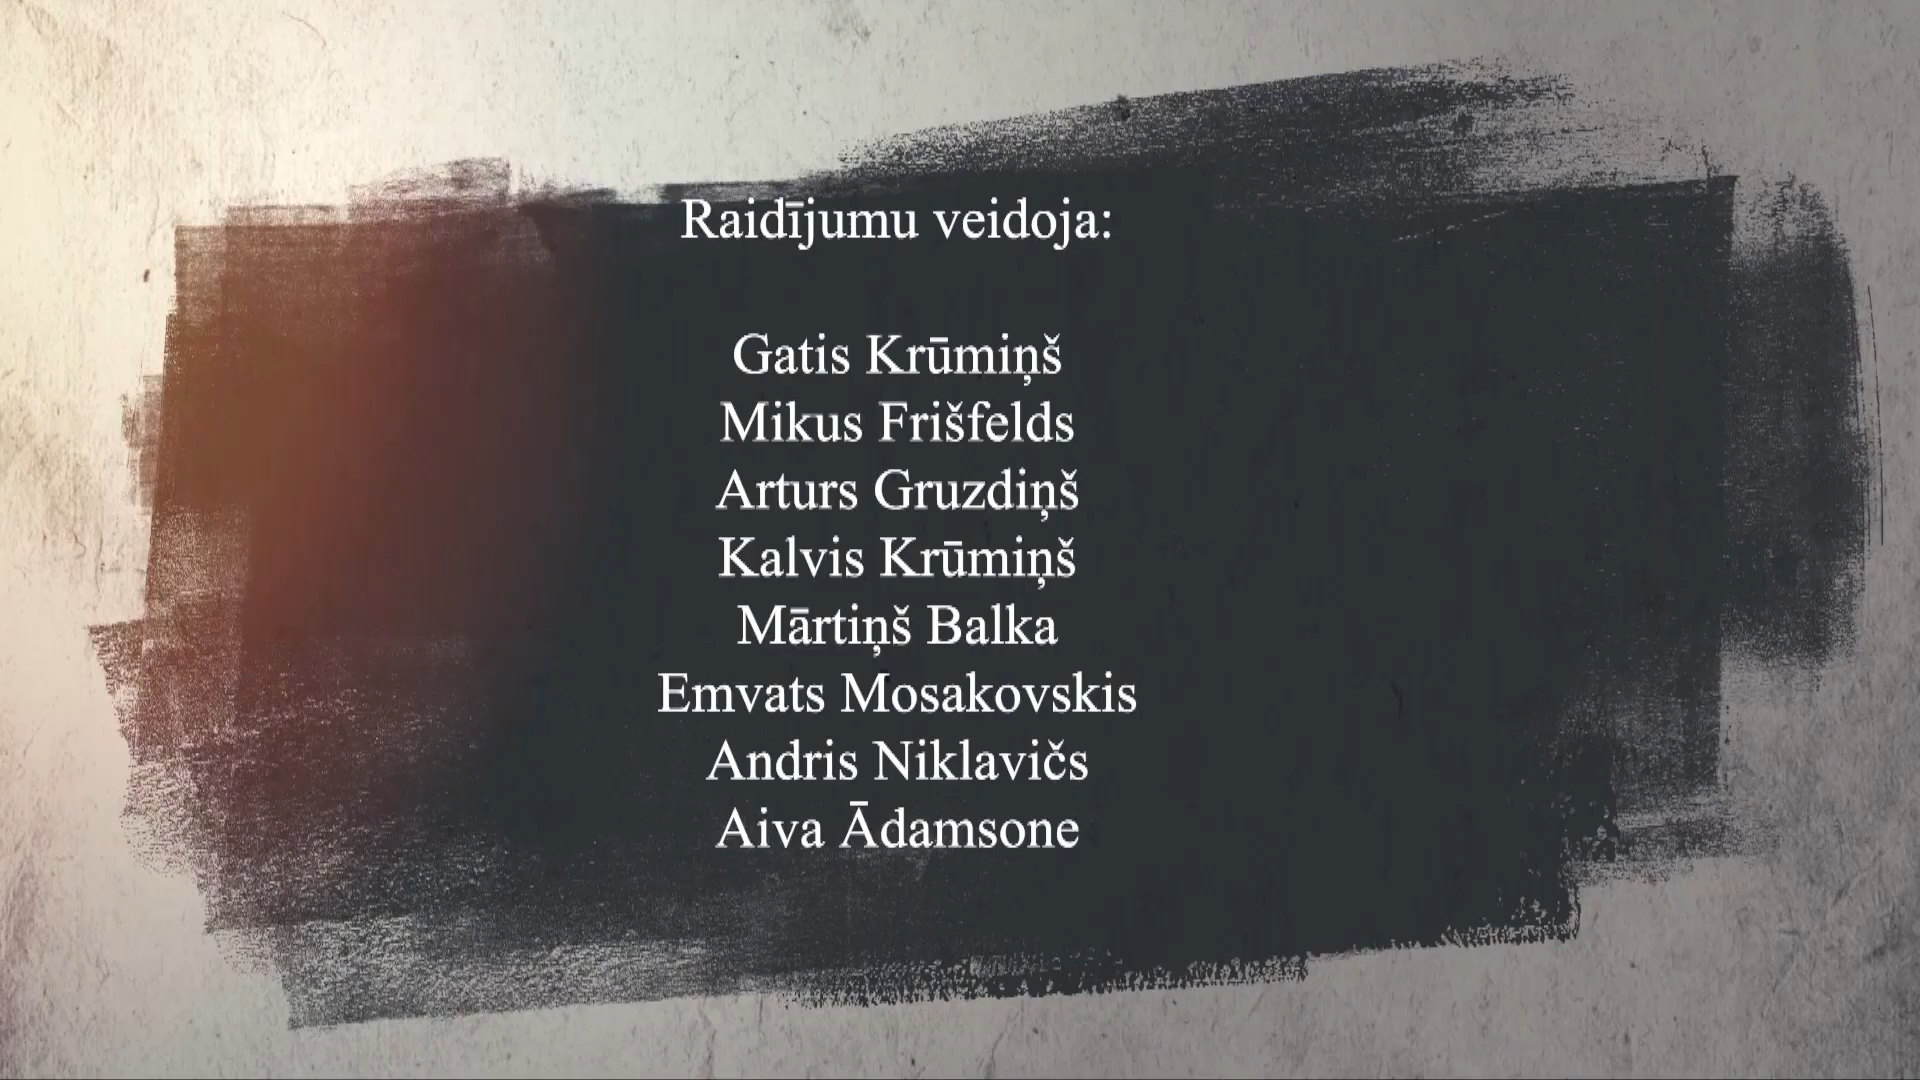 Raidījumu veidoja:
Gatis Krūmiņš
Mikus Frišfelds
Arturs Gruzdiņš
Kalvis Krūmiņš
Mārtiņš Balka
Emvats Mosakovskis
Andris Niklavičs
Aiva Ādamsone